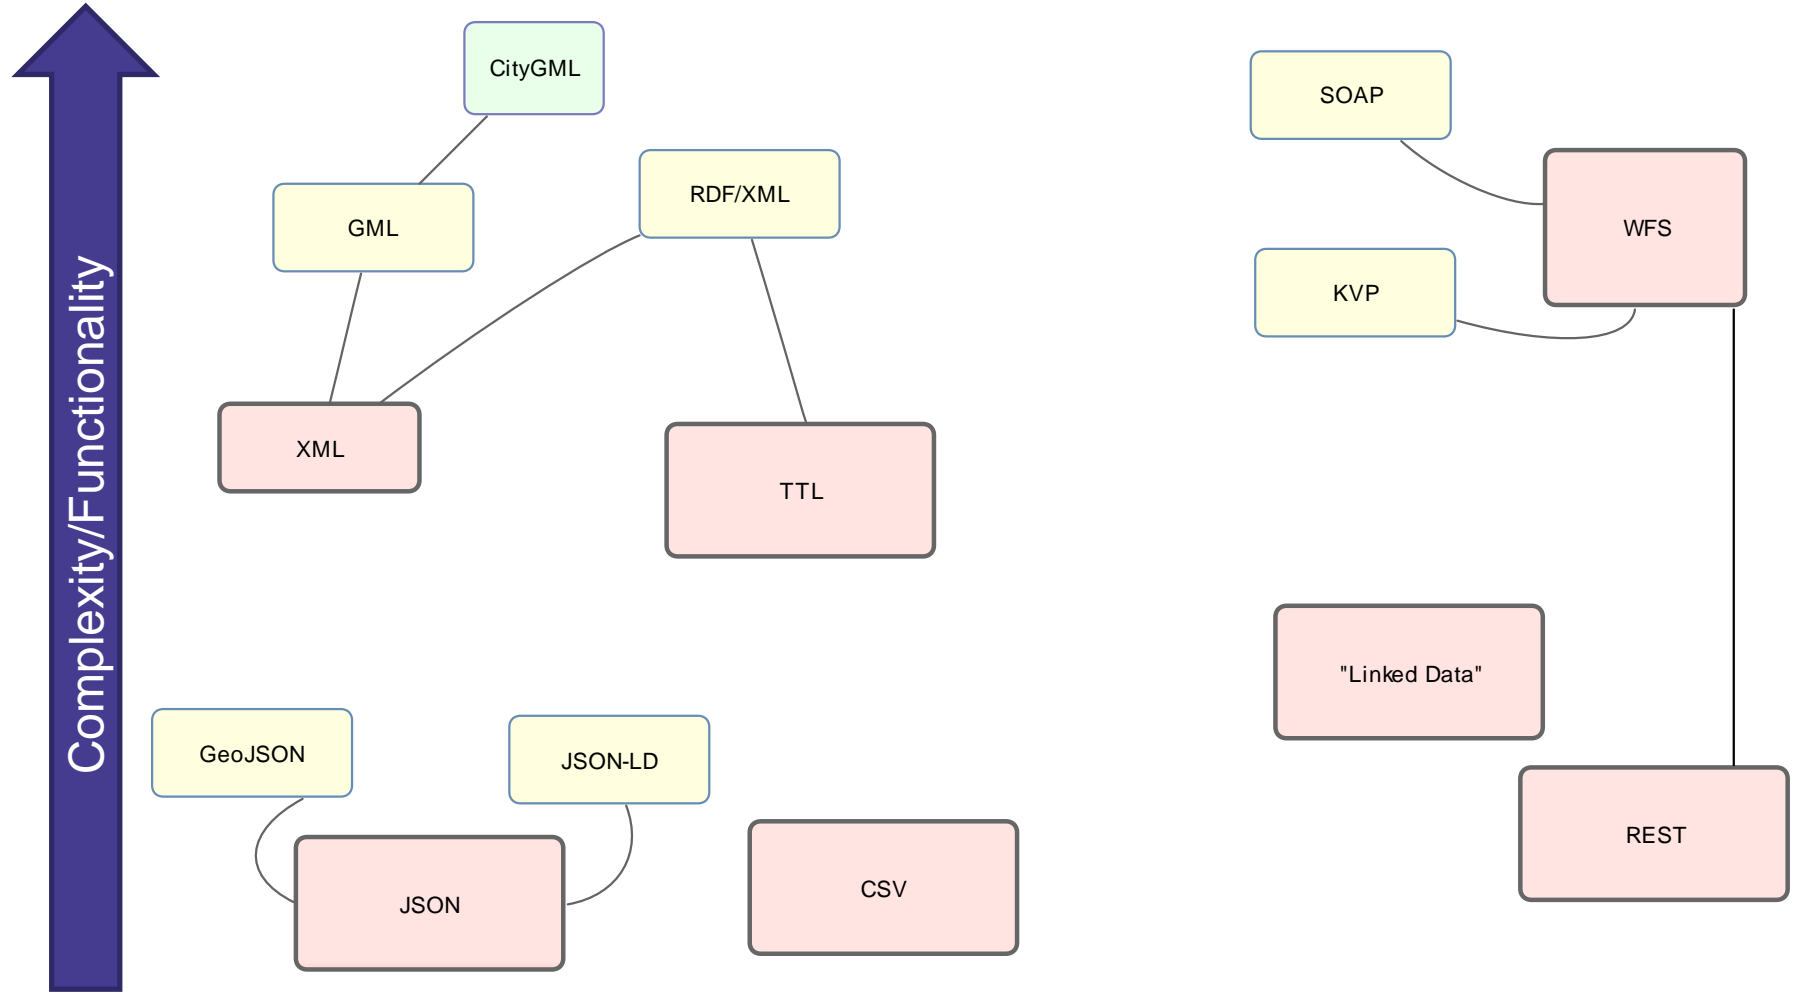 Complexity/Functionality
CityGML
SOAP
RDF/XML
GML
WFS
KVP
XML
TTL
"Linked Data"
GeoJSON
JSON-LD
REST
CSV
JSON